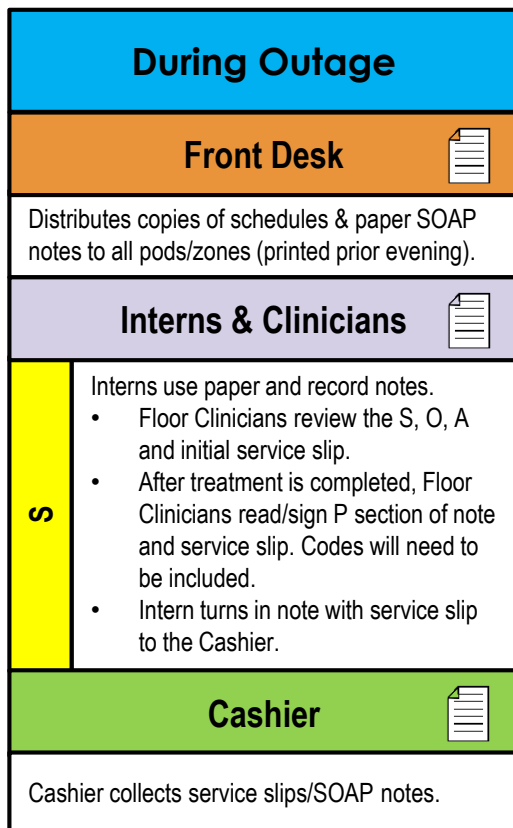 During Outage
Front Desk
Distributes copies of schedules & paper SOAP
notes to all pods/zones (printed prior evening).
Interns & Clinicians
S
Interns use paper and record notes.
• Floor Clinicians review the S, O, A
and initial service slip.
• After treatment is completed, Floor
Clinicians read/sign P section of note
and service slip. Codes will need to
be included.
• Intern turns in note with service slip
to the Cashier.
Cashier
Cashier collects service slips/SOAP notes.